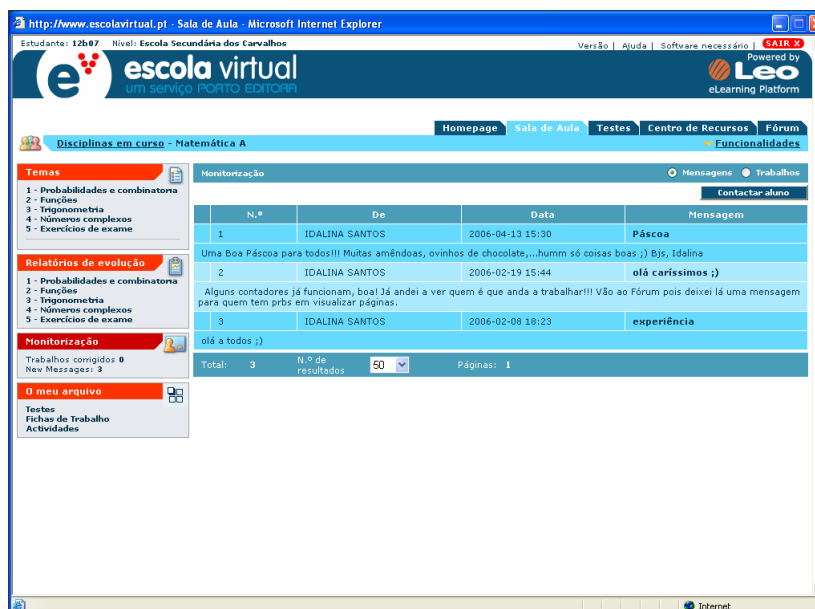 http://www.escolavirtual.pt - Sala de Aula - Microsoft Internet Explorer
Estudante: 12b07 Nível: Escola Secundária dos Carvalhos
Versão | Ajuda | Software necessário | SAIR X
escola virtual
um serviço PORTO EDITORA
Powered by
Leo
eLearning Platform
Homepage Sala de Aula Testes Centro de Recursos Fórum
Disciplinas em curso - Matemática A
Funcionalidades
Temas
1 - Probabilidades e combinatoria
2 - Funções
3 - Trigonometria
4 - Números complexos
5 - Exercícios de exame
Relatórios de evolução
1 - Probabilidades e combinatoria
2 - Funções
3 - Trigonometria
4 - Números complexos
5 - Exercícios de exame
Monitorização
Trabalhos corrigidos 0
New Messages: 3
O meu arquivo
Testes
Fichas de Trabalho
Actividades
Monitorização
Mensagens Trabalhos
Contactar aluno
N.º De Data Mensagem
1 IDALINA SANTOS 2006-04-13 15:30 Páscoa
Uma Boa Páscoa para todos!!! Muitas amêndoas, ovinhos de chocolate,...humm só coisas boas ;) Bjs, Idalina
2 IDALINA SANTOS 2006-02-19 15:44 olá caríssimos ;)
Alguns contadores já funcionam, boa! Já andei a ver quem é que anda a trabalhar!!! Vão ao Fórum pois deixei lá uma mensagem
para quem tem prbs em visualizar páginas.
3 IDALINA SANTOS 2006-02-08 18:23 experiência
olá a todos ;)
Total: 3 N.º de
resultados 50 Páginas: 1
Internet